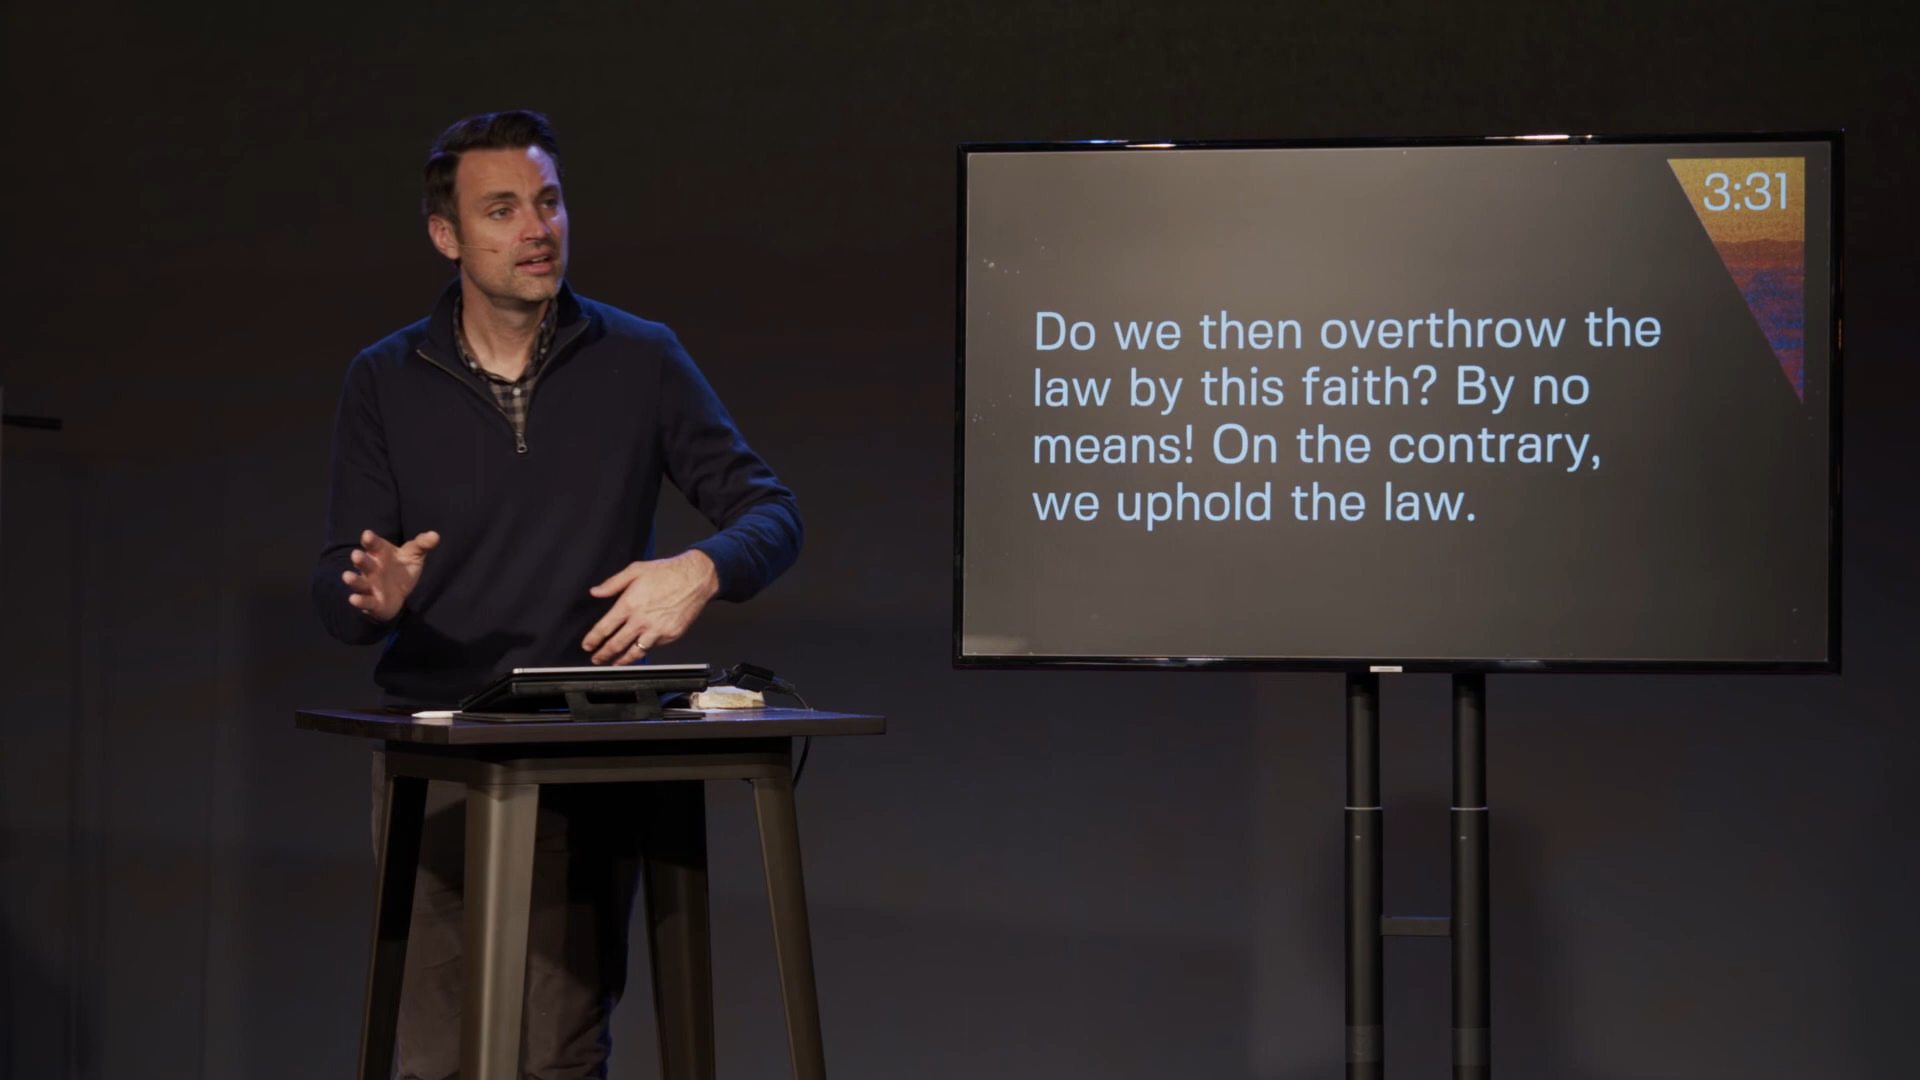 3:31
Do we then overthrow the
law by this faith? By no
means! On the contrary,
we uphold the law.